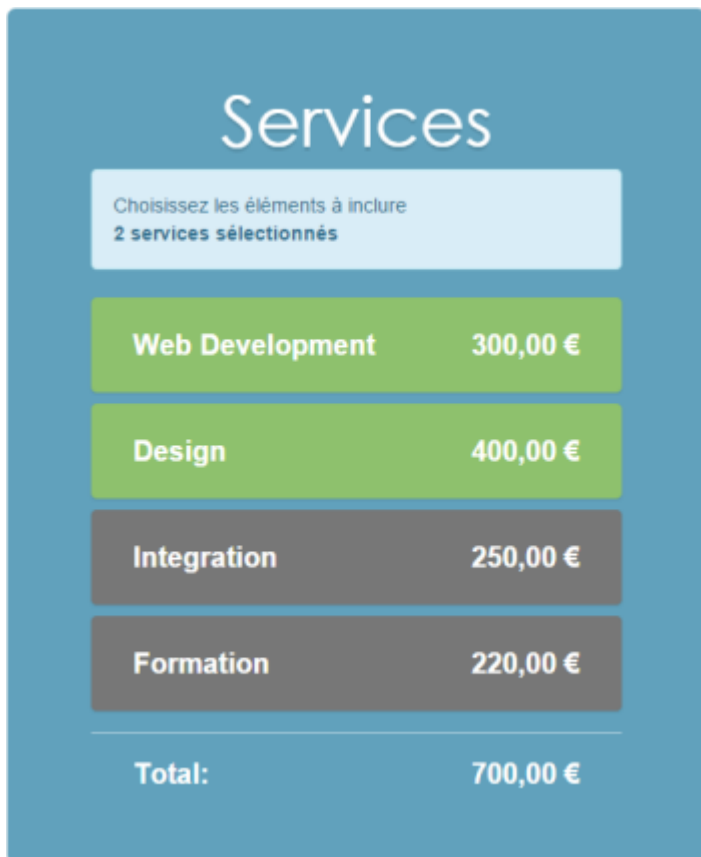 Services
Choisissez les éléments à inclure
2 services sélectionnés
Web Development 300,00 €
Design 400,00 €
Integration 250,00 €
Formation 220,00 €
Total: 700,00 €